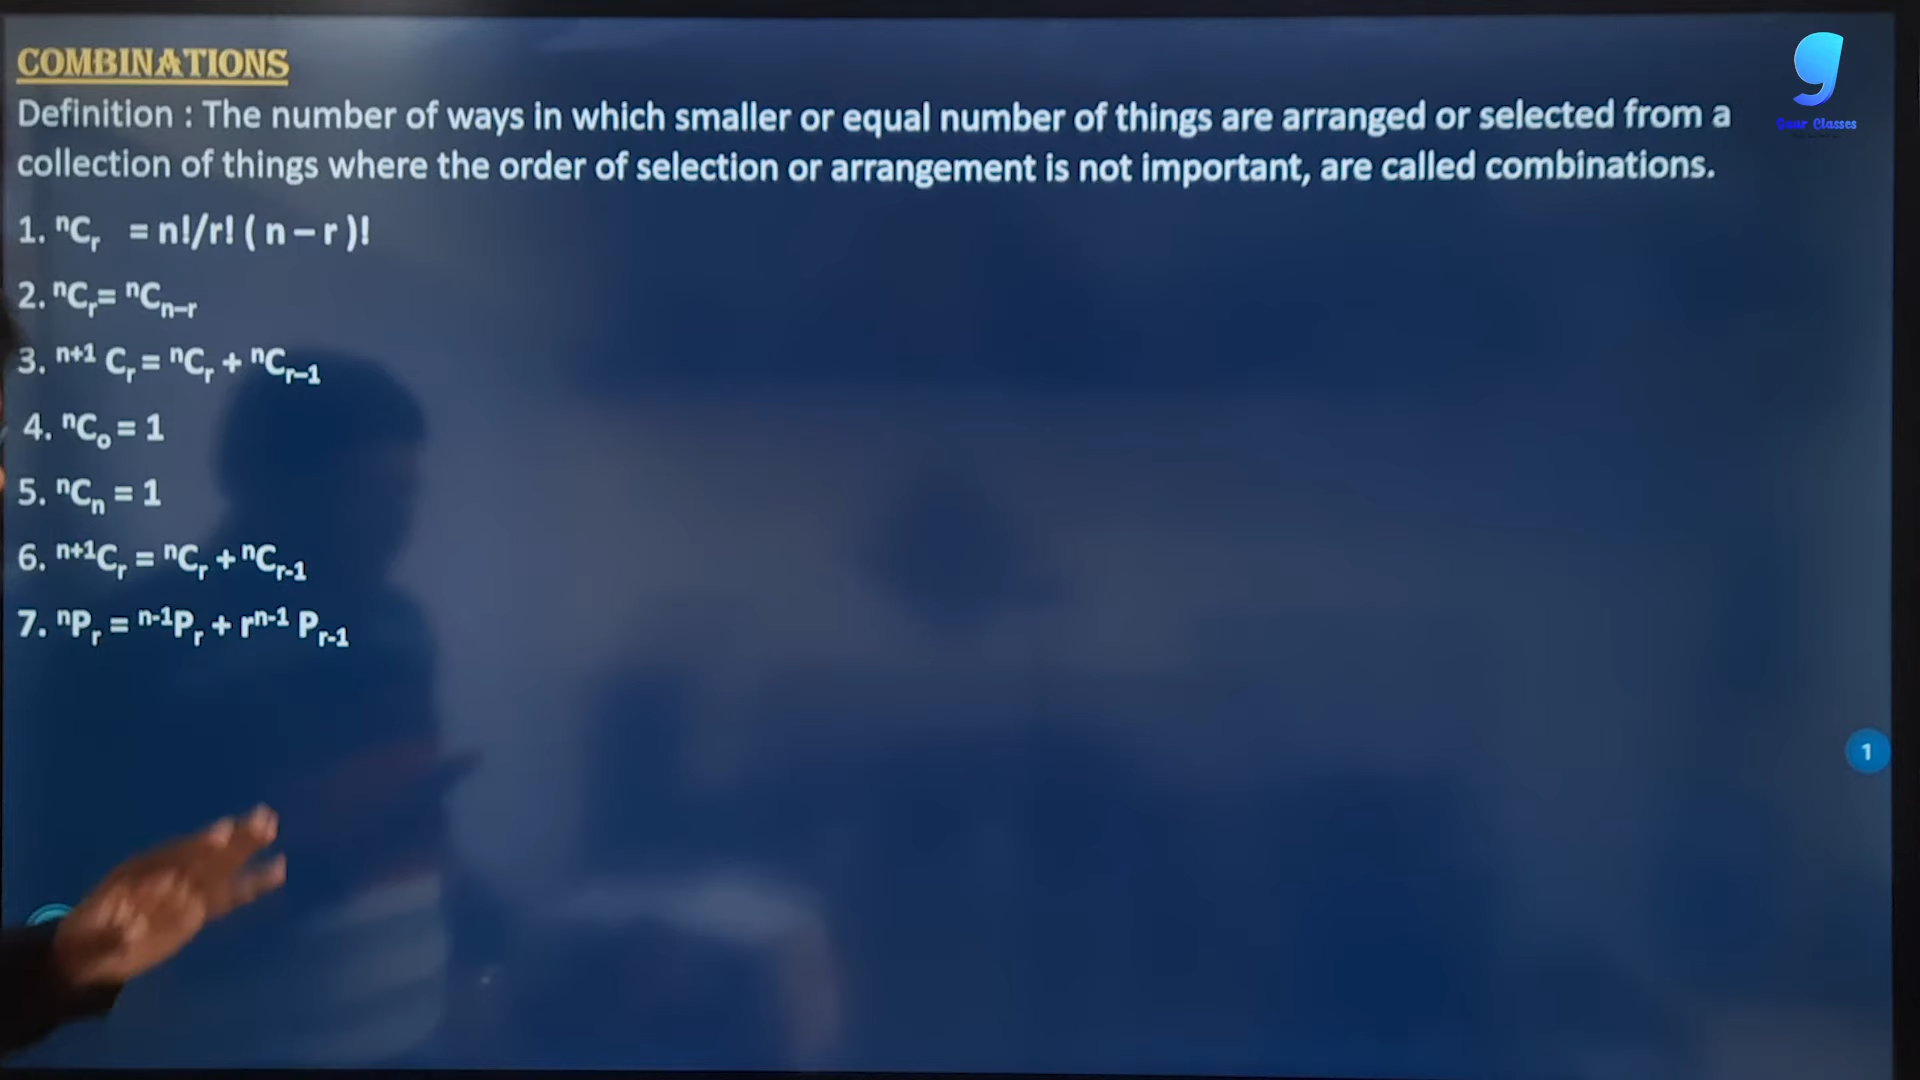 COMBINATIONS
Definition : The number of ways in which smaller or equal number of things are arranged or selected from a
collection of things where the order of selection or arrangement is not important, are called combinations.
1. ⁿCᵣ = n!/r! ( n – r )!
2. ⁿCᵣ= ⁿCₙ₋ᵣ
3. ⁿ⁺¹ Cᵣ = ⁿCᵣ + ⁿCᵣ₋₁
4. ⁿCₒ = 1
5. ⁿCₙ = 1
6. ⁿ⁺¹Cᵣ = ⁿCᵣ + ⁿCᵣ₋₁
7. ⁿPᵣ = ⁿ⁻¹Pᵣ + rⁿ⁻¹ Pᵣ₋₁
g
Gaur Classes
1